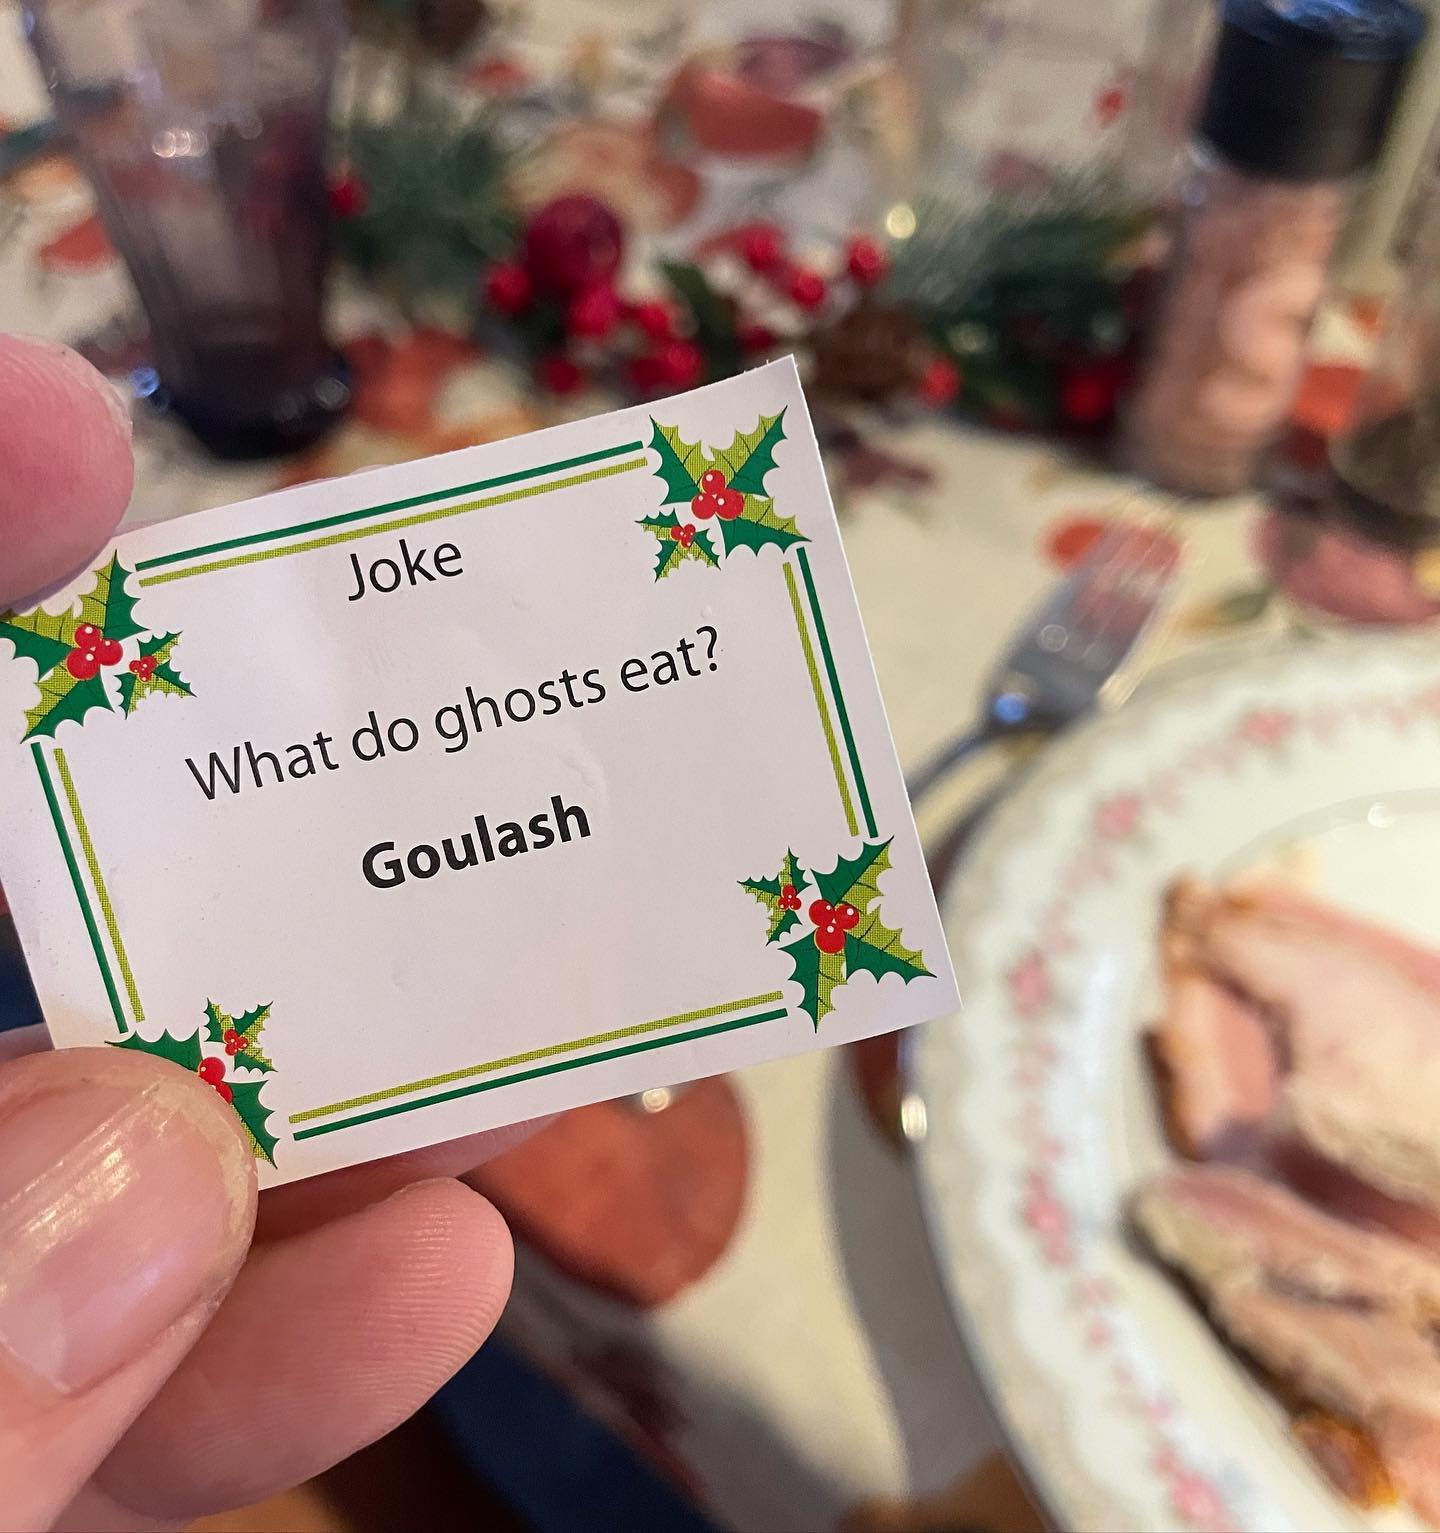 Joke
What do ghosts eat?
Goulash